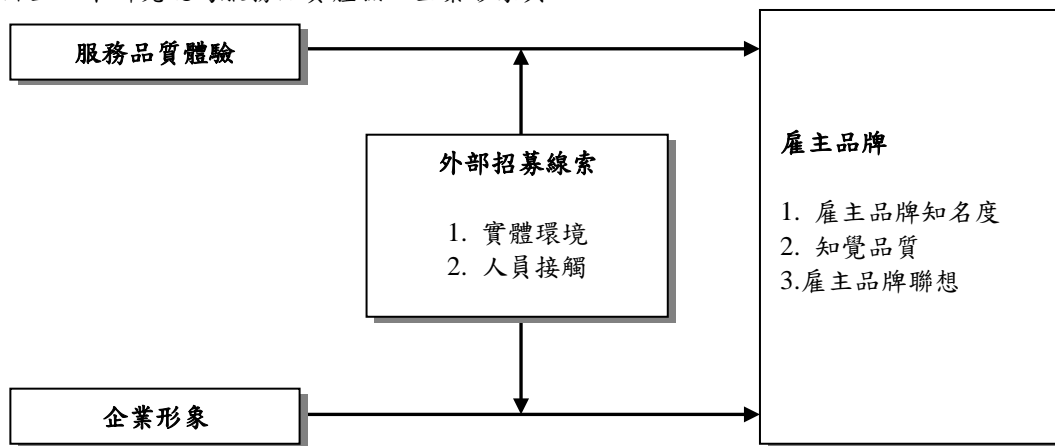 服務品質體驗
外部招募線索
1. 實體環境
2. 人員接觸
雇主品牌
1. 雇主品牌知名度
2. 知覺品質
3.雇主品牌聯想
企業形象